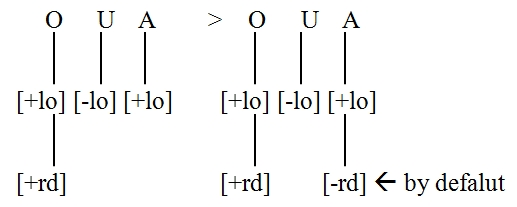 O U A > O U A
[+lo] [-lo] [+lo] [+lo] [-lo] [+lo]
[+rd] [+rd] [-rd] ← by defalut